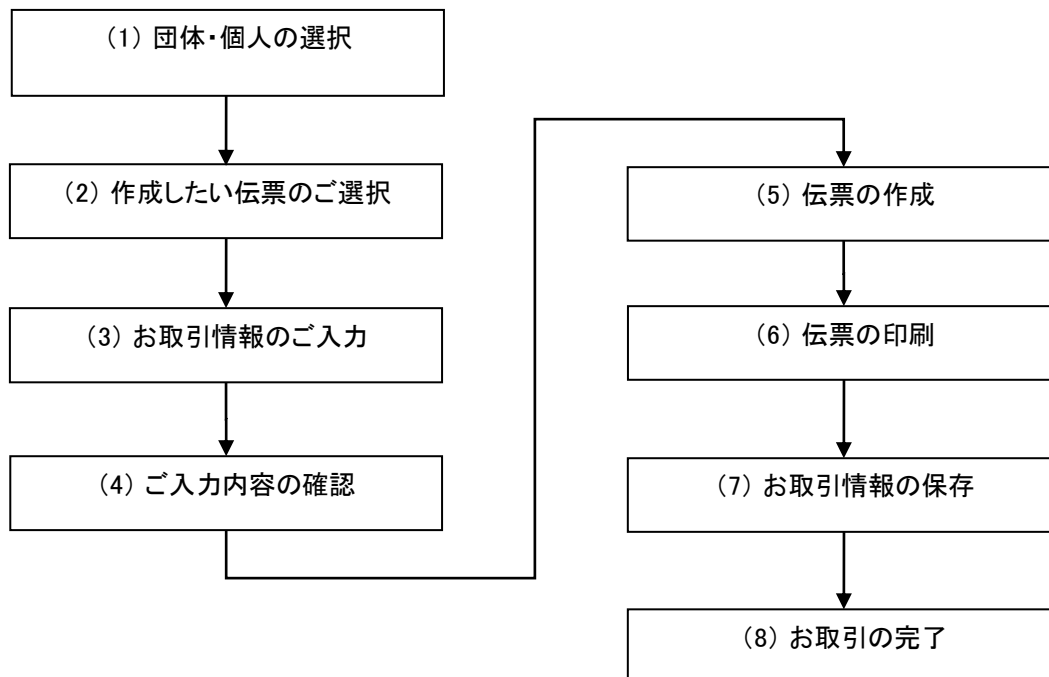 (1) 団体・個人の選択
(2) 作成したい伝票のご選択
(3) お取引情報のご入力
(4) ご入力内容の確認
(5) 伝票の作成
(6) 伝票の印刷
(7) お取引情報の保存
(8) お取引の完了